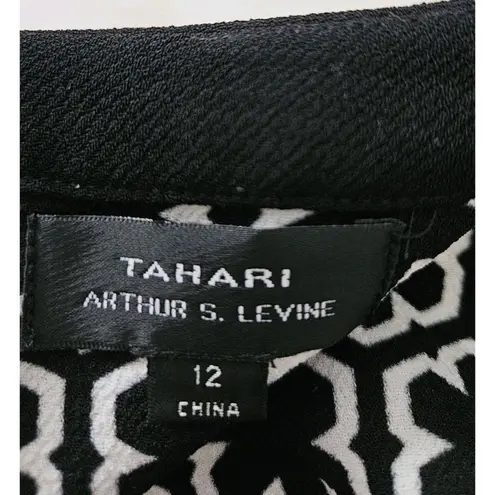 TAHARI
ARTHUR S. LEVINE
12
CHINA